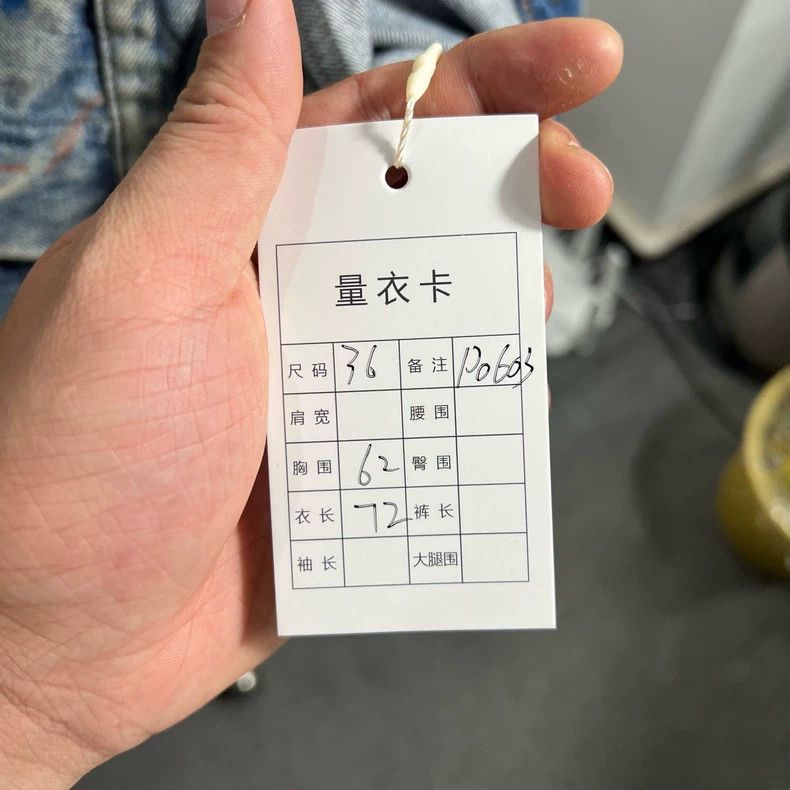 量衣卡
尺码 36 备注 P0603
肩宽 腰围
胸围 62 臀围
衣长 72 裤长
袖长 大腿围